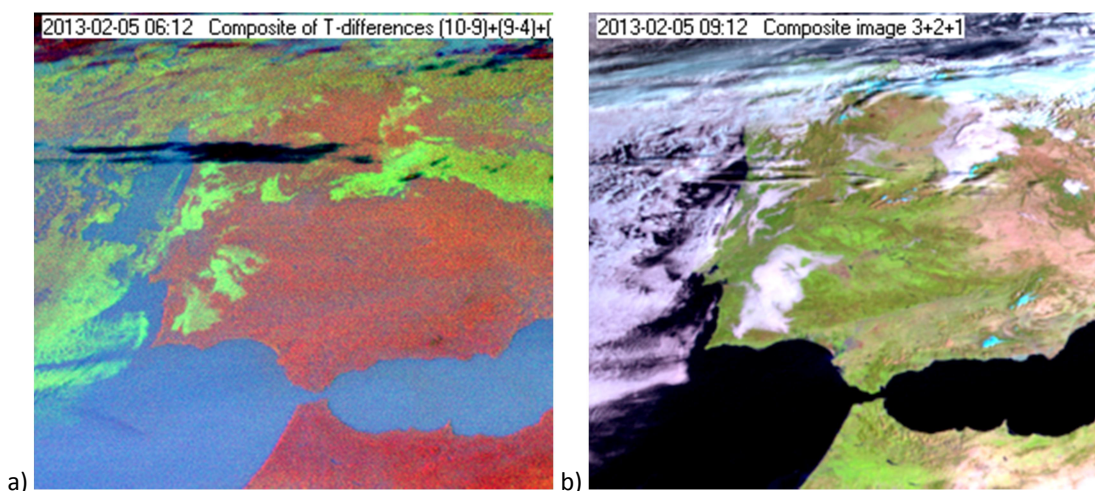 2013-02-05 06:12 Composite of T-differences (10-9)+(9-4)+(
2013-02-05 09:12 Composite image 3+2+1
a)
b)